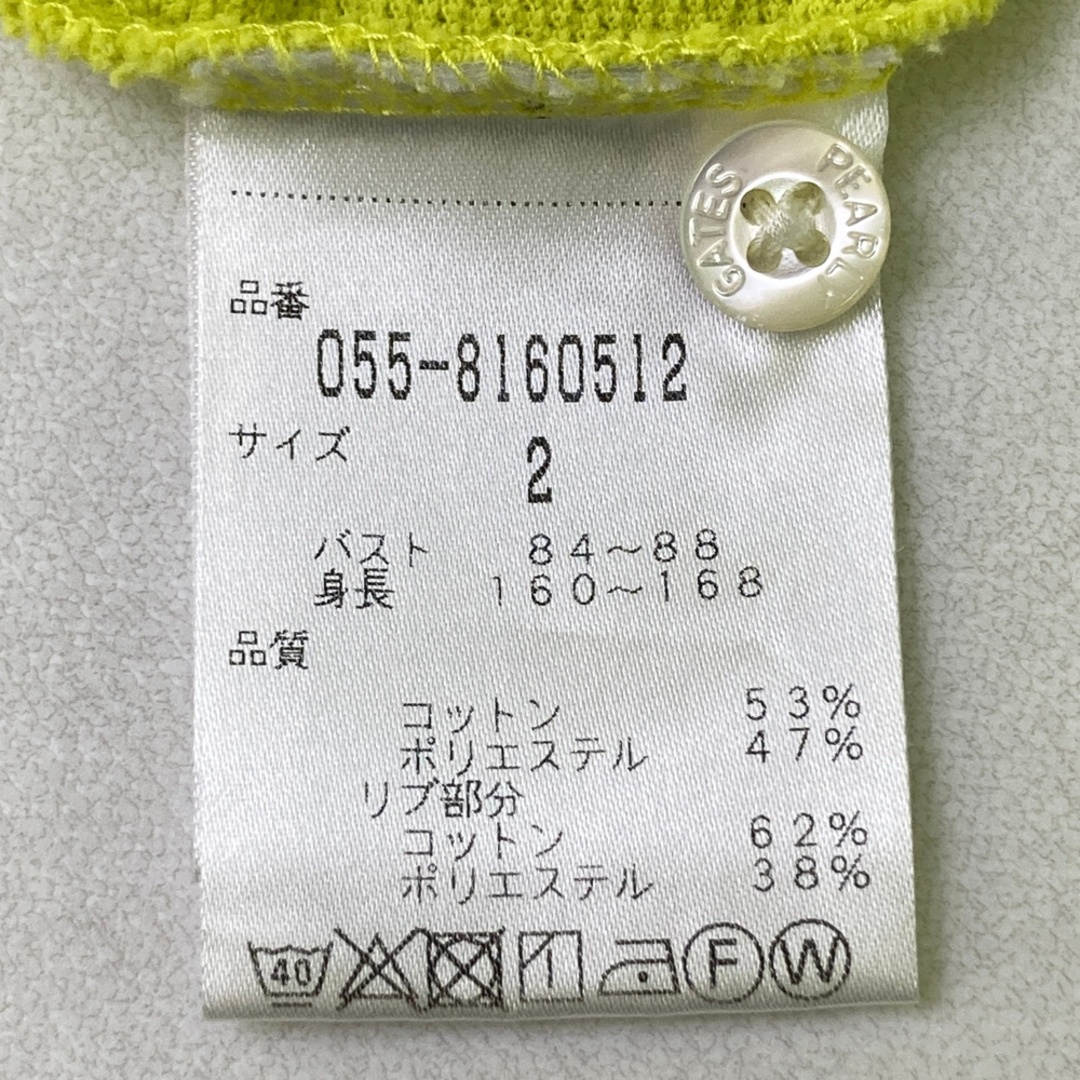 PEARL GATES
品番
055-8160512
サイズ
2
バスト 84～88
身長 160～168
品質
コットン 53%
ポリエステル 47%
リブ部分
コットン 62%
ポリエステル 38%
40 F W